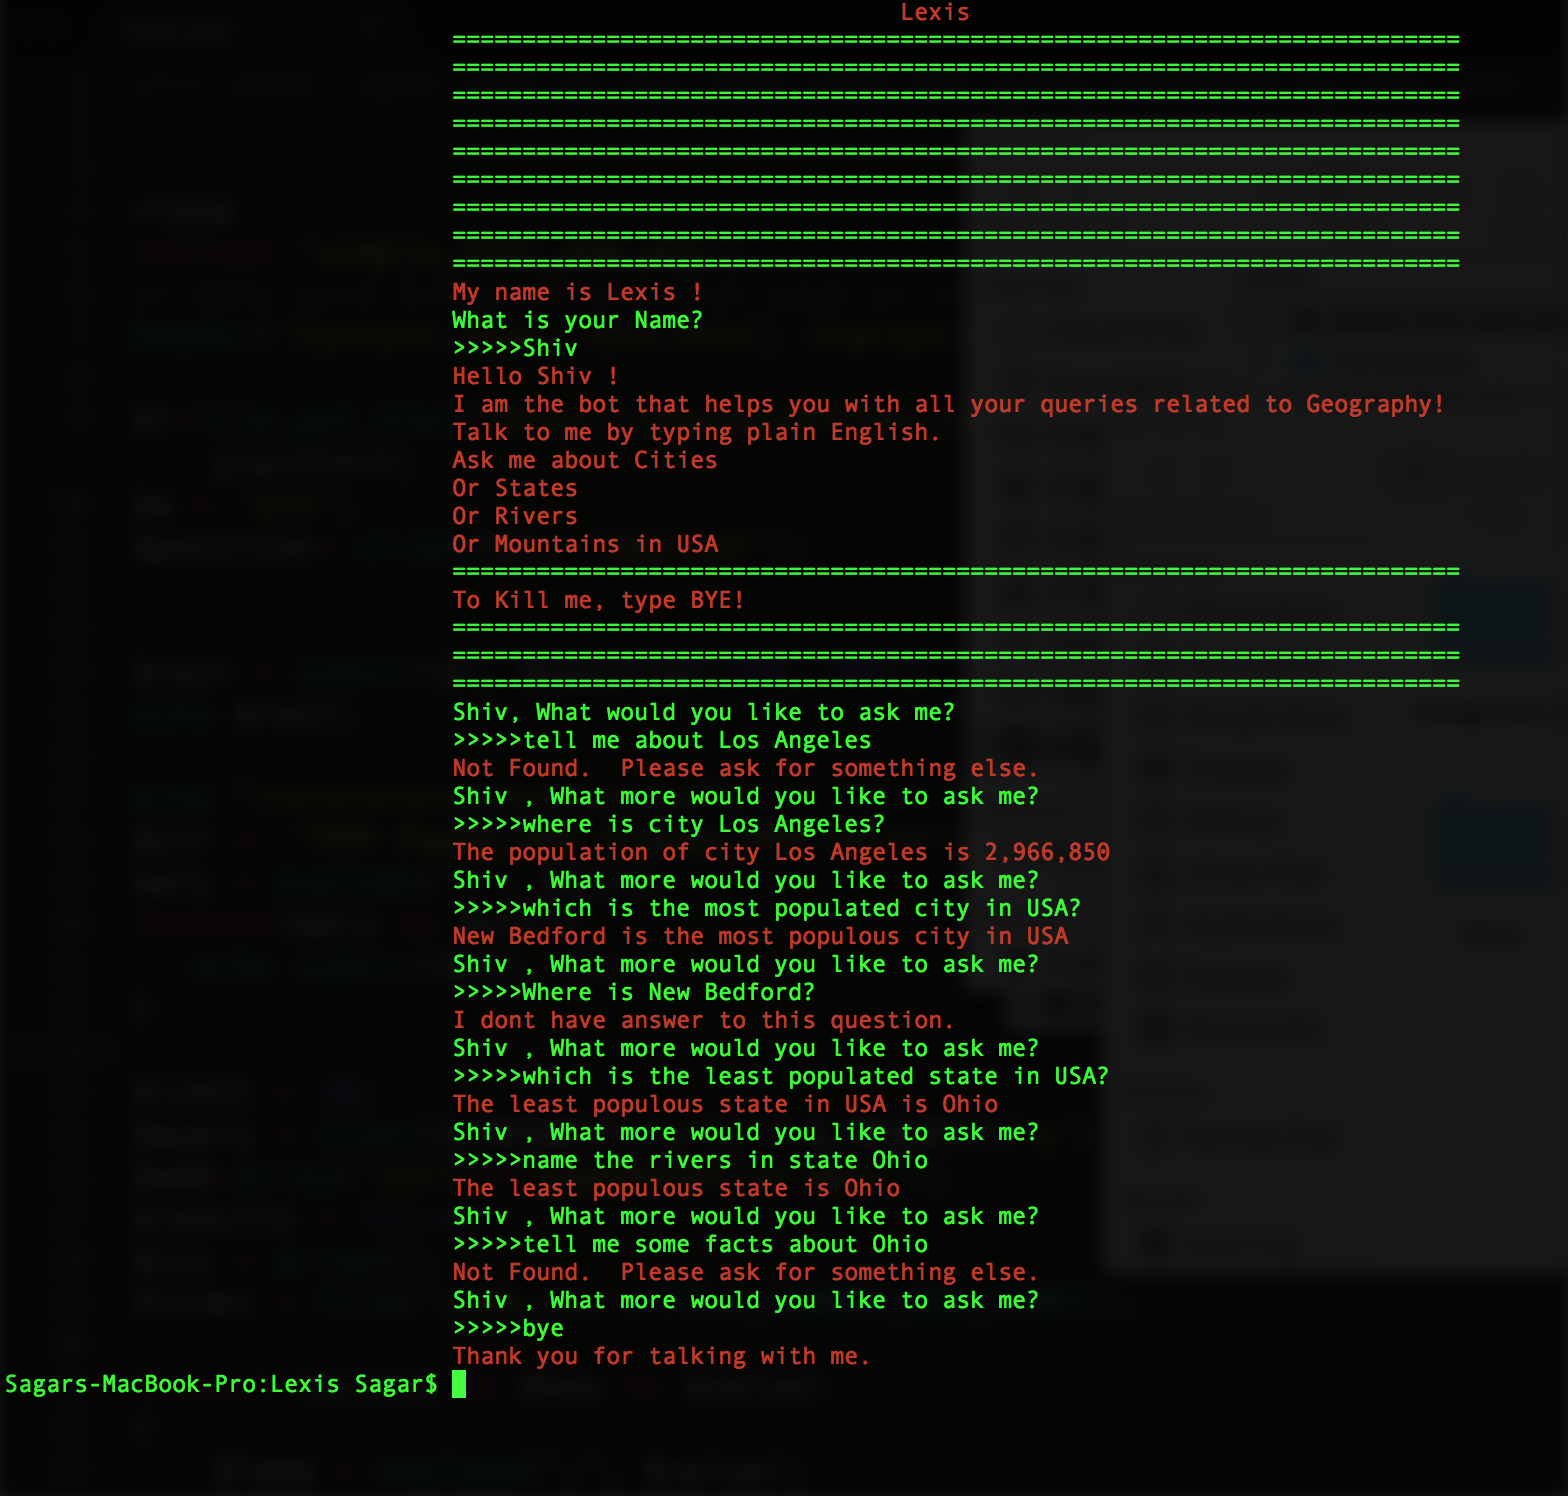 Lexis
========================================================================
========================================================================
========================================================================
========================================================================
========================================================================
========================================================================
========================================================================
========================================================================
========================================================================
My name is Lexis !
What is your Name?
>>>>>Shiv
Hello Shiv !
I am the bot that helps you with all your queries related to Geography!
Talk to me by typing plain English.
Ask me about Cities
Or States
Or Rivers
Or Mountains in USA
========================================================================
To Kill me, type BYE!
========================================================================
========================================================================
========================================================================
Shiv, What would you like to ask me?
>>>>>tell me about Los Angeles
Not Found.  Please ask for something else.
Shiv , What more would you like to ask me?
>>>>>where is city Los Angeles?
The population of city Los Angeles is 2,966,850
Shiv , What more would you like to ask me?
>>>>>which is the most populated city in USA?
New Bedford is the most populous city in USA
Shiv , What more would you like to ask me?
>>>>>Where is New Bedford?
I dont have answer to this question.
Shiv , What more would you like to ask me?
>>>>>which is the least populated state in USA?
The least populous state in USA is Ohio
Shiv , What more would you like to ask me?
>>>>>name the rivers in state Ohio
The least populous state is Ohio
Shiv , What more would you like to ask me?
>>>>>tell me some facts about Ohio
Not Found.  Please ask for something else.
Shiv , What more would you like to ask me?
>>>>>bye
Thank you for talking with me.
Sagars-MacBook-Pro:Lexis Sagar$